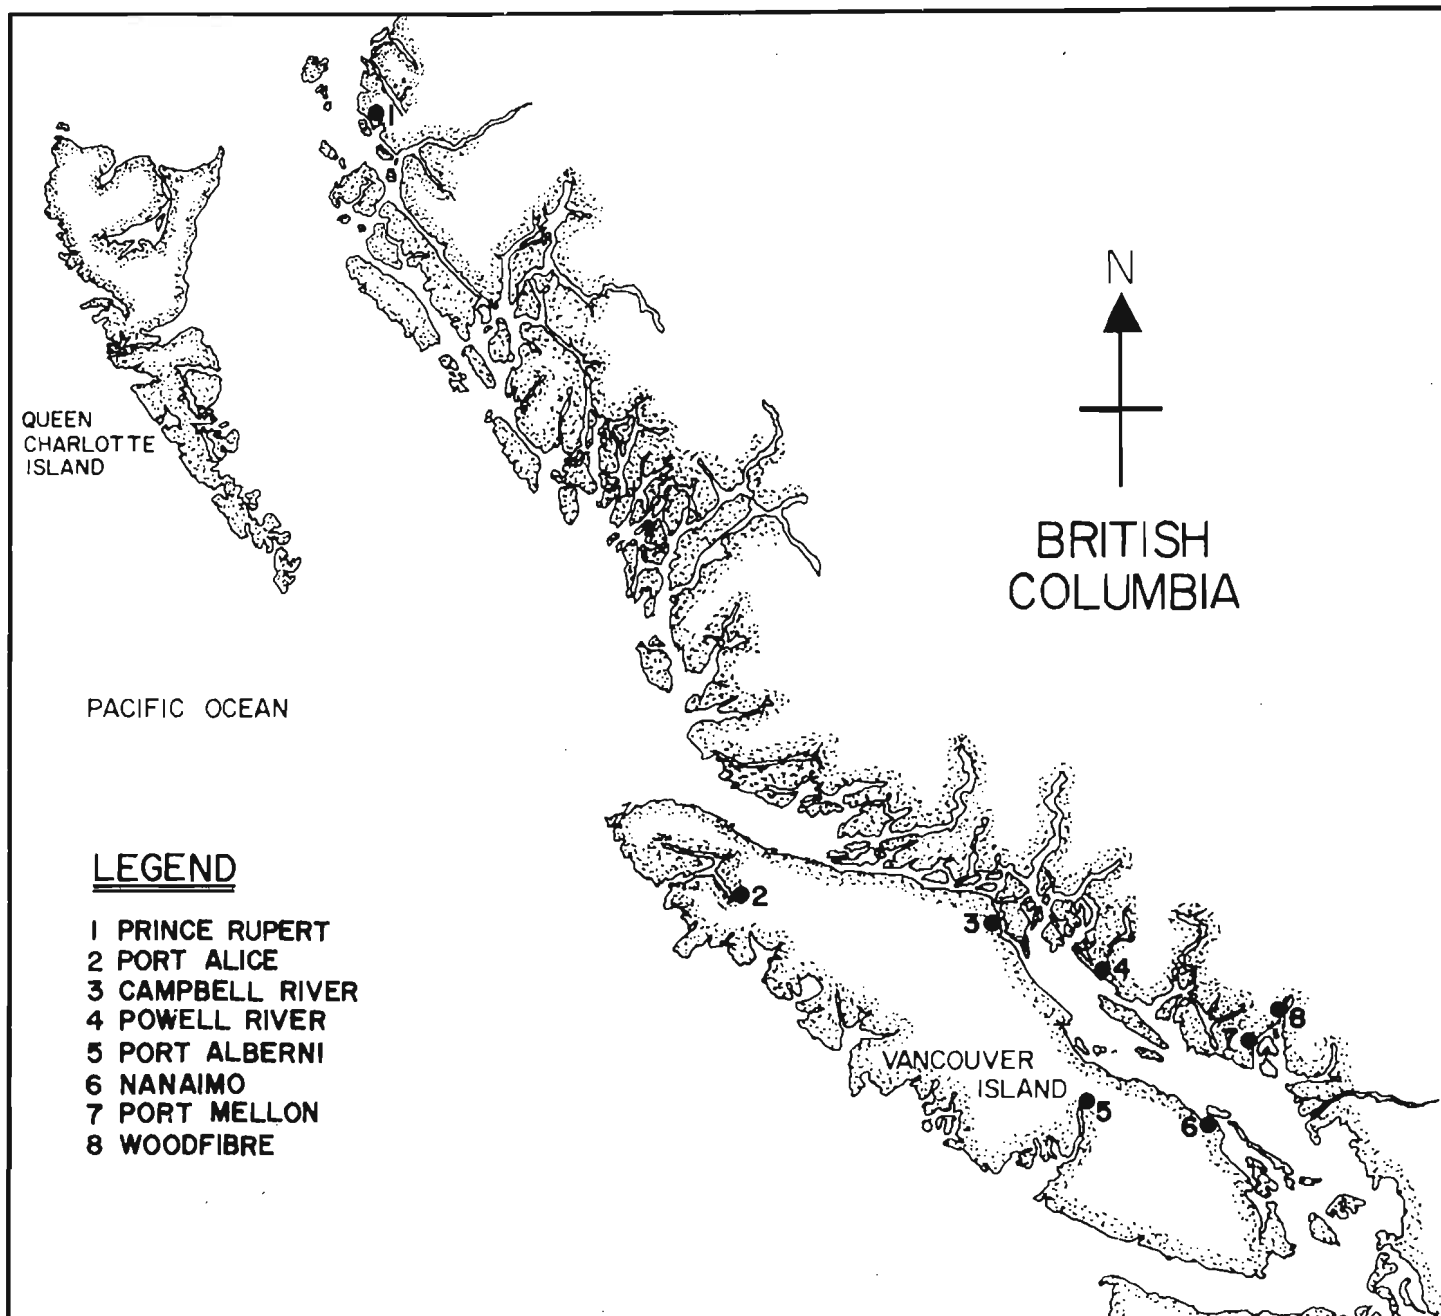 1
N
QUEEN
CHARLOTTE
ISLAND
BRITISH
COLUMBIA
PACIFIC OCEAN
LEGEND
1 PRINCE RUPERT
2 PORT ALICE
3 CAMPBELL RIVER
4 POWELL RIVER
5 PORT ALBERNI
6 NANAIMO
7 PORT MELLON
8 WOODFIBRE
2
3
4
8
7
VANCOUVER
ISLAND
5
6